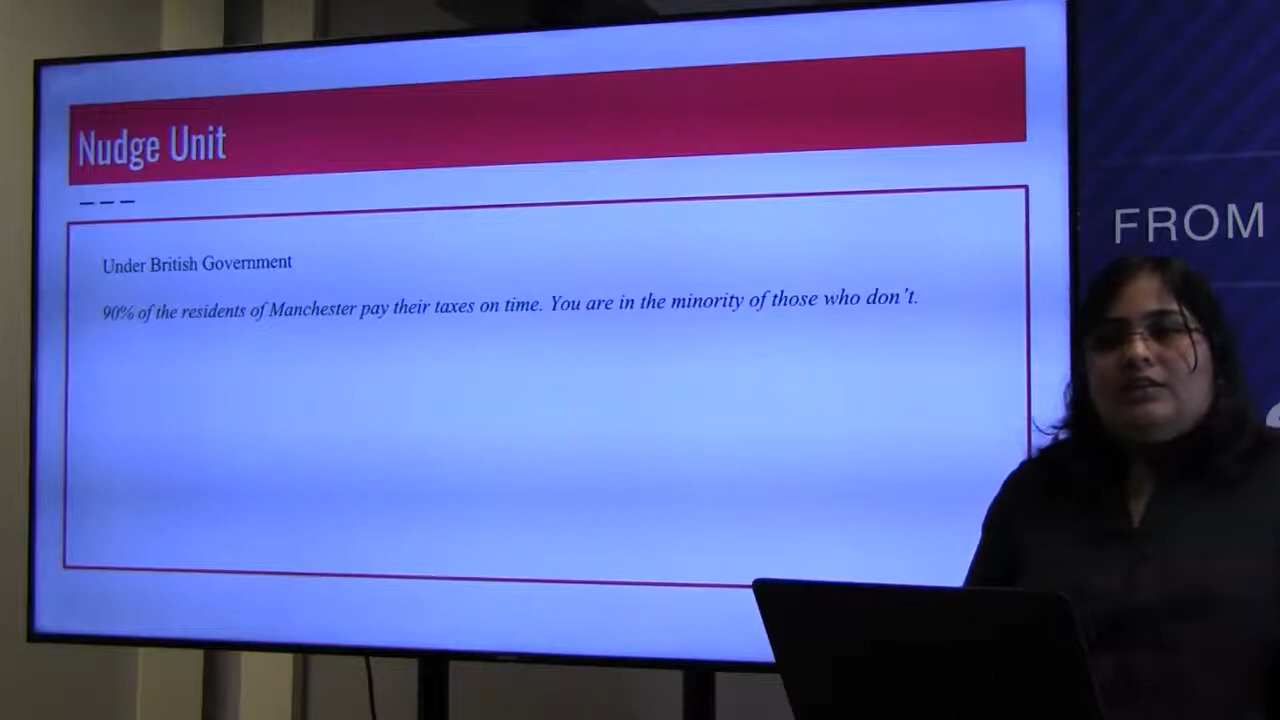 Nudge Unit
Under British Government
90% of the residents of Manchester pay their taxes on time. You are in the minority of those who don't.
FROM